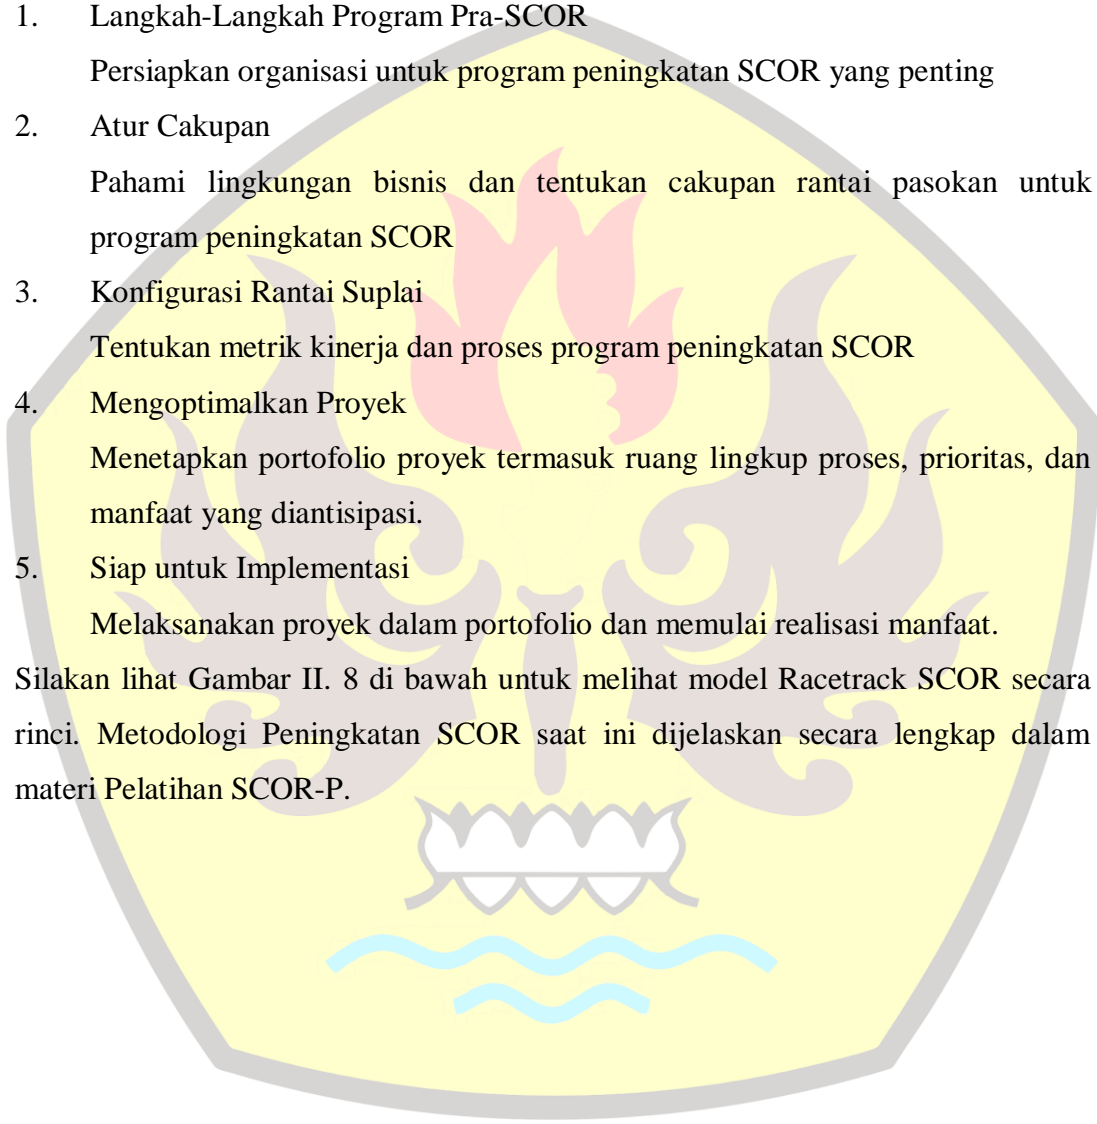 1. Langkah-Langkah Program Pra-SCOR
Persiapkan organisasi untuk program peningkatan SCOR yang penting
2. Atur Cakupan
Pahami lingkungan bisnis dan tentukan cakupan rantai pasokan untuk
program peningkatan SCOR
3. Konfigurasi Rantai Suplai
Tentukan metrik kinerja dan proses program peningkatan SCOR
4. Mengoptimalkan Proyek
Menetapkan portofolio proyek termasuk ruang lingkup proses, prioritas, dan
manfaat yang diantisipasi.
5. Siap untuk Implementasi
Melaksanakan proyek dalam portofolio dan memulai realisasi manfaat.
Silakan lihat Gambar II. 8 di bawah untuk melihat model Racetrack SCOR secara
rinci. Metodologi Peningkatan SCOR saat ini dijelaskan secara lengkap dalam
materi Pelatihan SCOR-P.